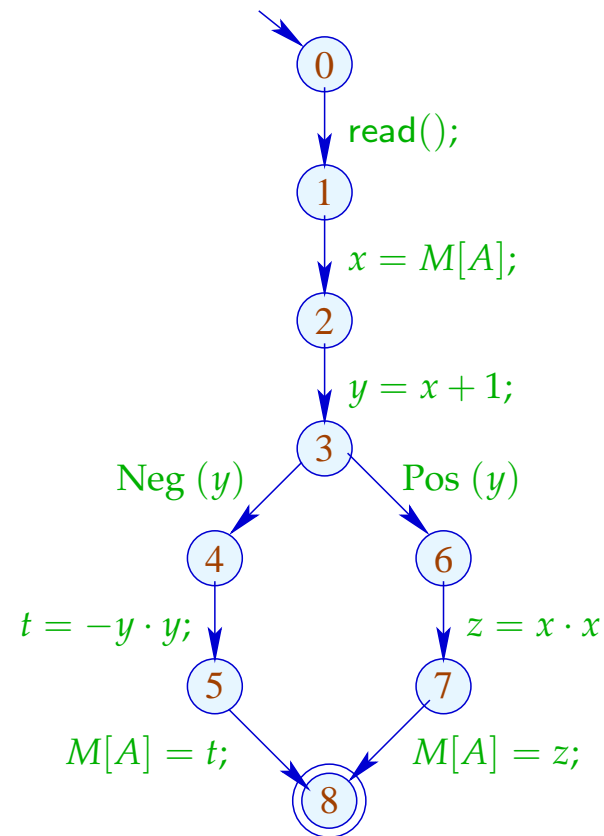 0
read();
1
x = M[A];
2
y = x + 1;
3
Neg (y) Pos (y)
4 6
t = −y · y; z = x · x
5 7
M[A] = t; M[A] = z;
8